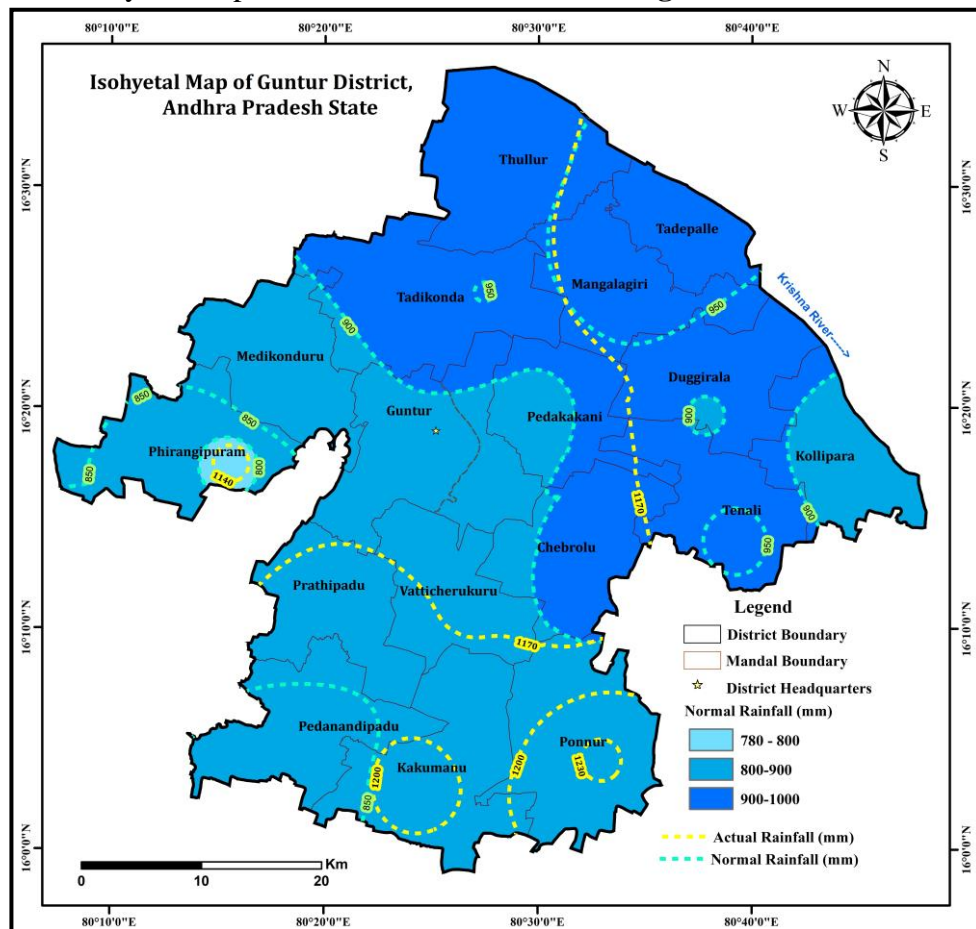 80°10'0"E 80°20'0"E 80°30'0"E 80°40'0"E
Isohyetal Map of Guntur District,
Andhra Pradesh State
N
W E
S
16°30'0"N 16°30'0"N
Thullur
Tadepalle
Mangalagiri
Tadikonda
950
950
Krishna River----->
900
Medikonduru
Duggirala
16°20'0"N 16°20'0"N
850
850
Guntur
Pedakakani
900
Phirangipuram
Kollipara
850
800
1140
1170
Tenali
900
950
Chebrolu
Prathipadu
Vatticherukuru
16°10'0"N 16°10'0"N
1170
Legend
District Boundary
Mandal Boundary
District Headquarters
Normal Rainfall (mm)
780 - 800
800-900
900-1000
Actual Rainfall (mm)
Normal Rainfall (mm)
Pedanandipadu
Ponnur
Kakumanu
1200
1200
1230
850
16°0'0"N 16°0'0"N
Km
0 10 20
80°10'0"E 80°20'0"E 80°30'0"E 80°40'0"E